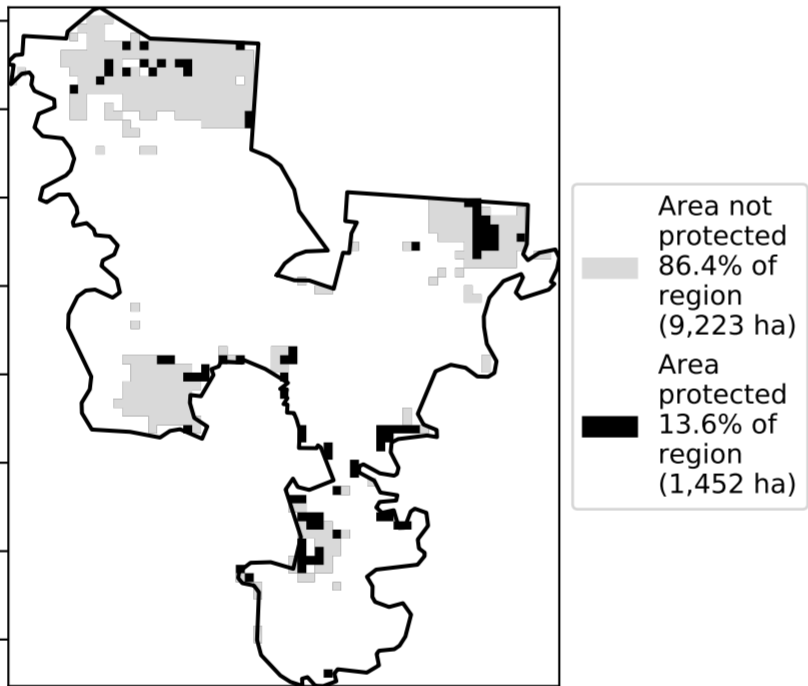 Area not
protected
86.4% of
region
(9,223 ha)
Area
protected
13.6% of
region
(1,452 ha)